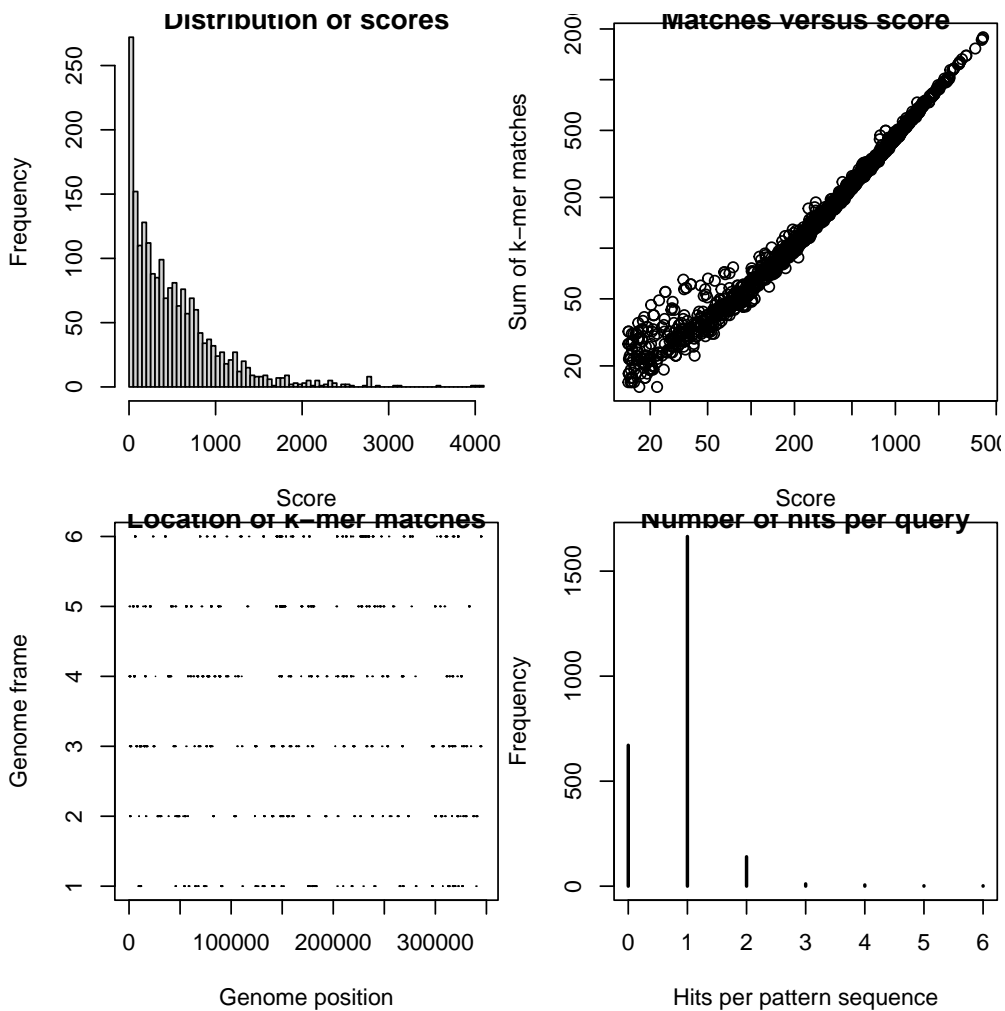 Distribution of scores
Frequency
250
200
150
100
50
0
0 1000 2000 3000 4000
Score
Matches versus score
Sum of k−mer matches
200
500
200
50
20
20 50 200 1000 500
Score
Location of k−mer matches
Genome frame
6
5
4
3
2
1
0 100000 200000 300000
Genome position
Number of hits per query
Frequency
1500
1000
500
0
0 1 2 3 4 5 6
Hits per pattern sequence